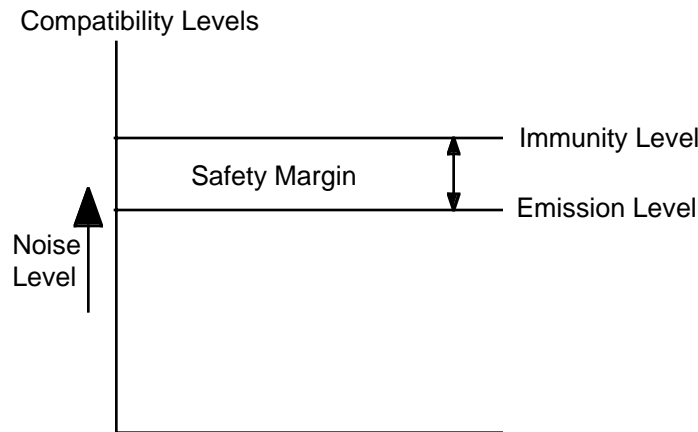 Compatibility Levels
Immunity Level
Safety Margin
Emission Level
Noise
Level